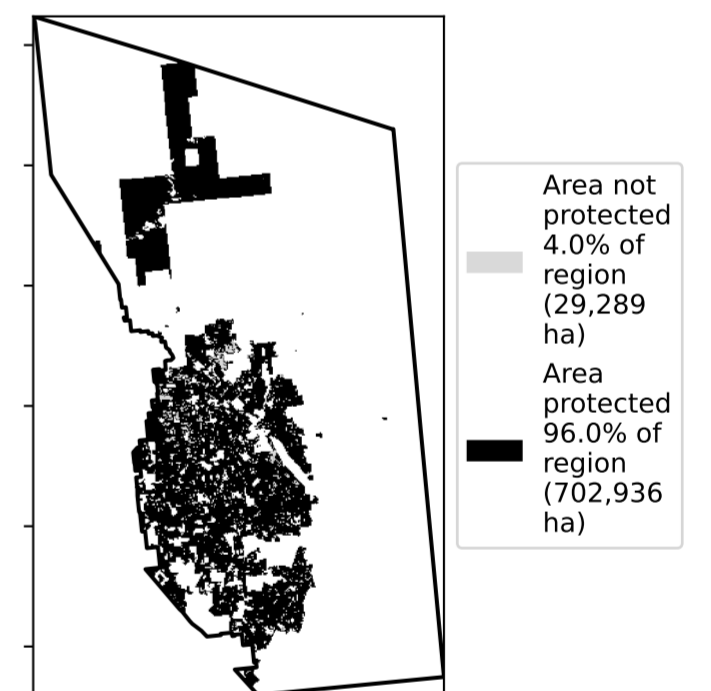 Area not
protected
4.0% of
region
(29,289
ha)
Area
protected
96.0% of
region
(702,936
ha)